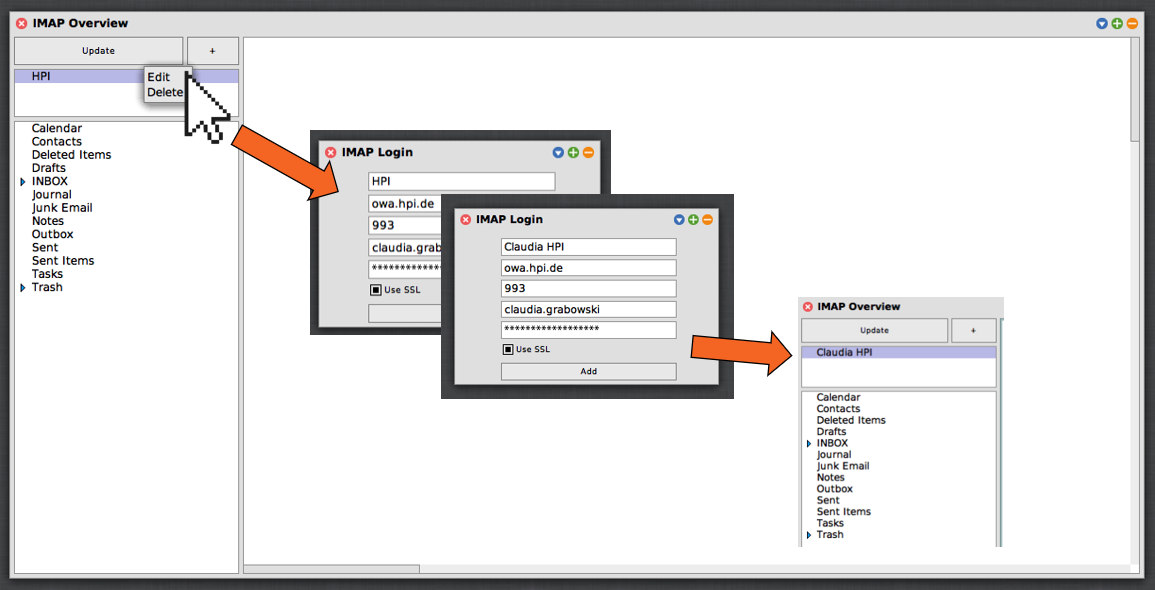 IMAP Overview
Update
+
HPI
Edit
Delete
Calendar
Contacts
Deleted Items
Drafts
INBOX
Journal
Junk Email
Notes
Outbox
Sent
Sent Items
Tasks
Trash
IMAP Login
HPI
owa.hpi.de
993
claudia.grab
*************
Use SSL
IMAP Login
Claudia HPI
owa.hpi.de
993
claudia.grabowski
*****************
Use SSL
Add
IMAP Overview
Update
+
Claudia HPI
Calendar
Contacts
Deleted Items
Drafts
INBOX
Journal
Junk Email
Notes
Outbox
Sent
Sent Items
Tasks
Trash